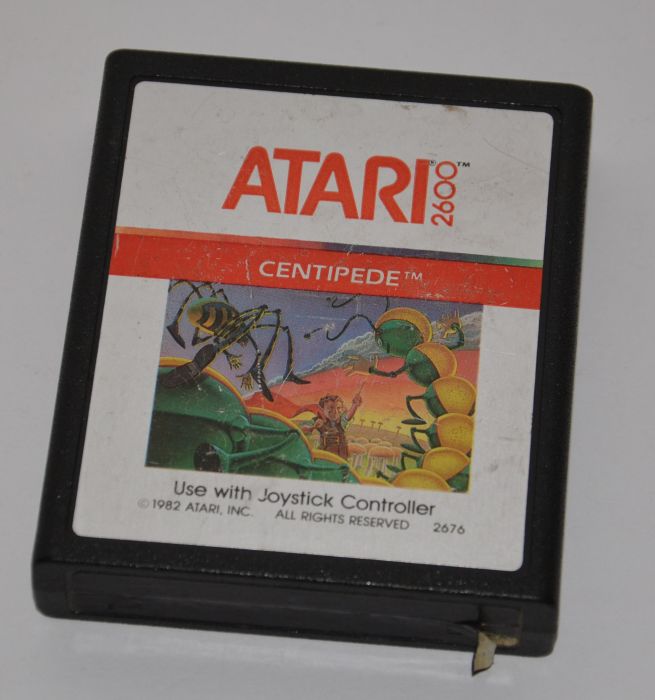 ATARI® 2600™
CENTIPEDE™
Use with Joystick Controller
© 1982 ATARI, INC. ALL RIGHTS RESERVED 2676